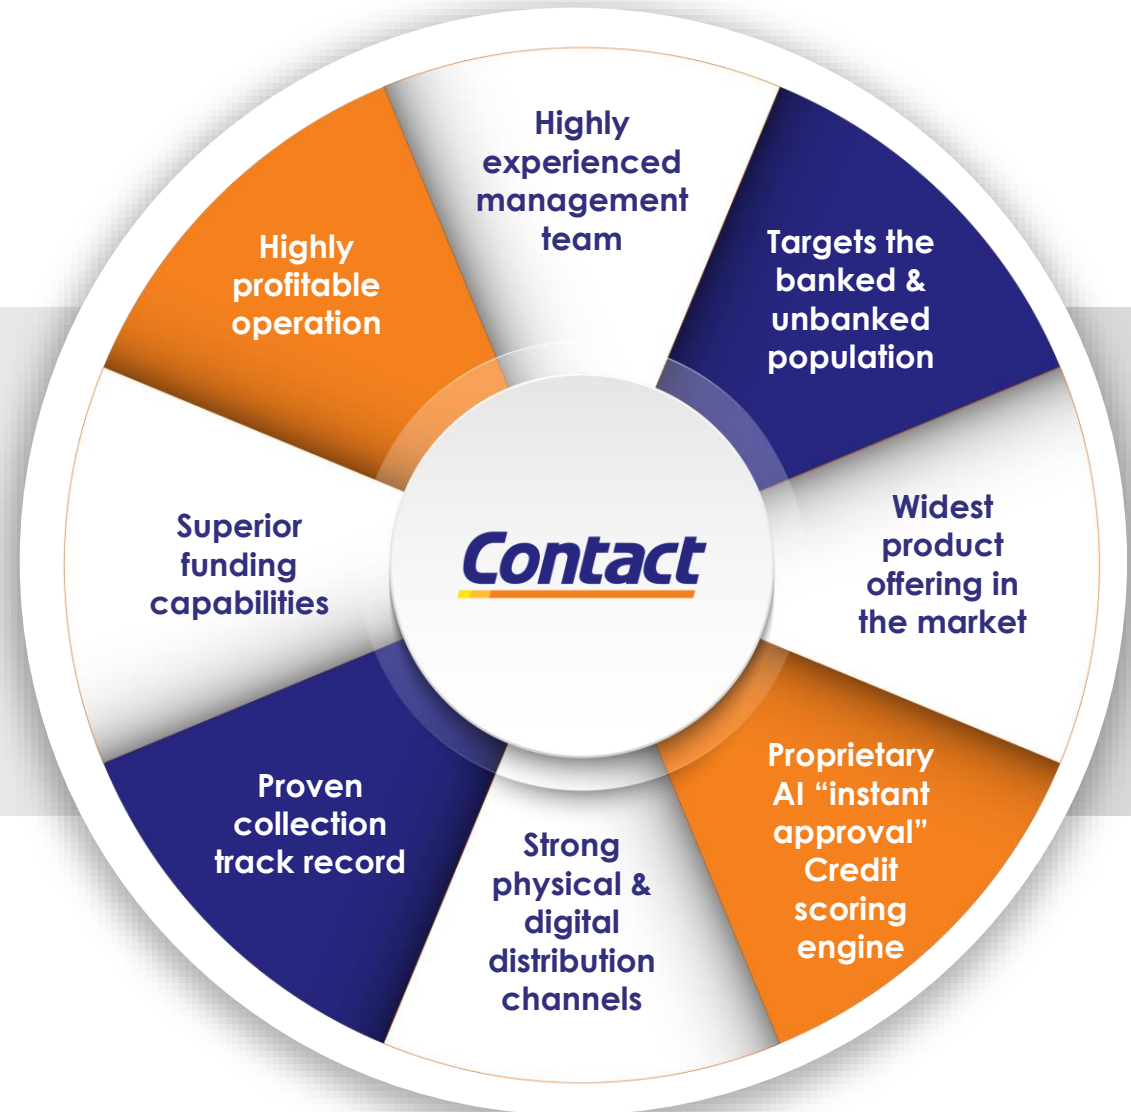 Highly
experienced
management
team
Targets the
banked &
unbanked
population
Widest
product
offering in
the market
Proprietary
AI “instant
approval”
Credit
scoring
engine
Strong
physical &
digital
distribution
channels
Proven
collection
track record
Superior
funding
capabilities
Highly
profitable
operation
Contact